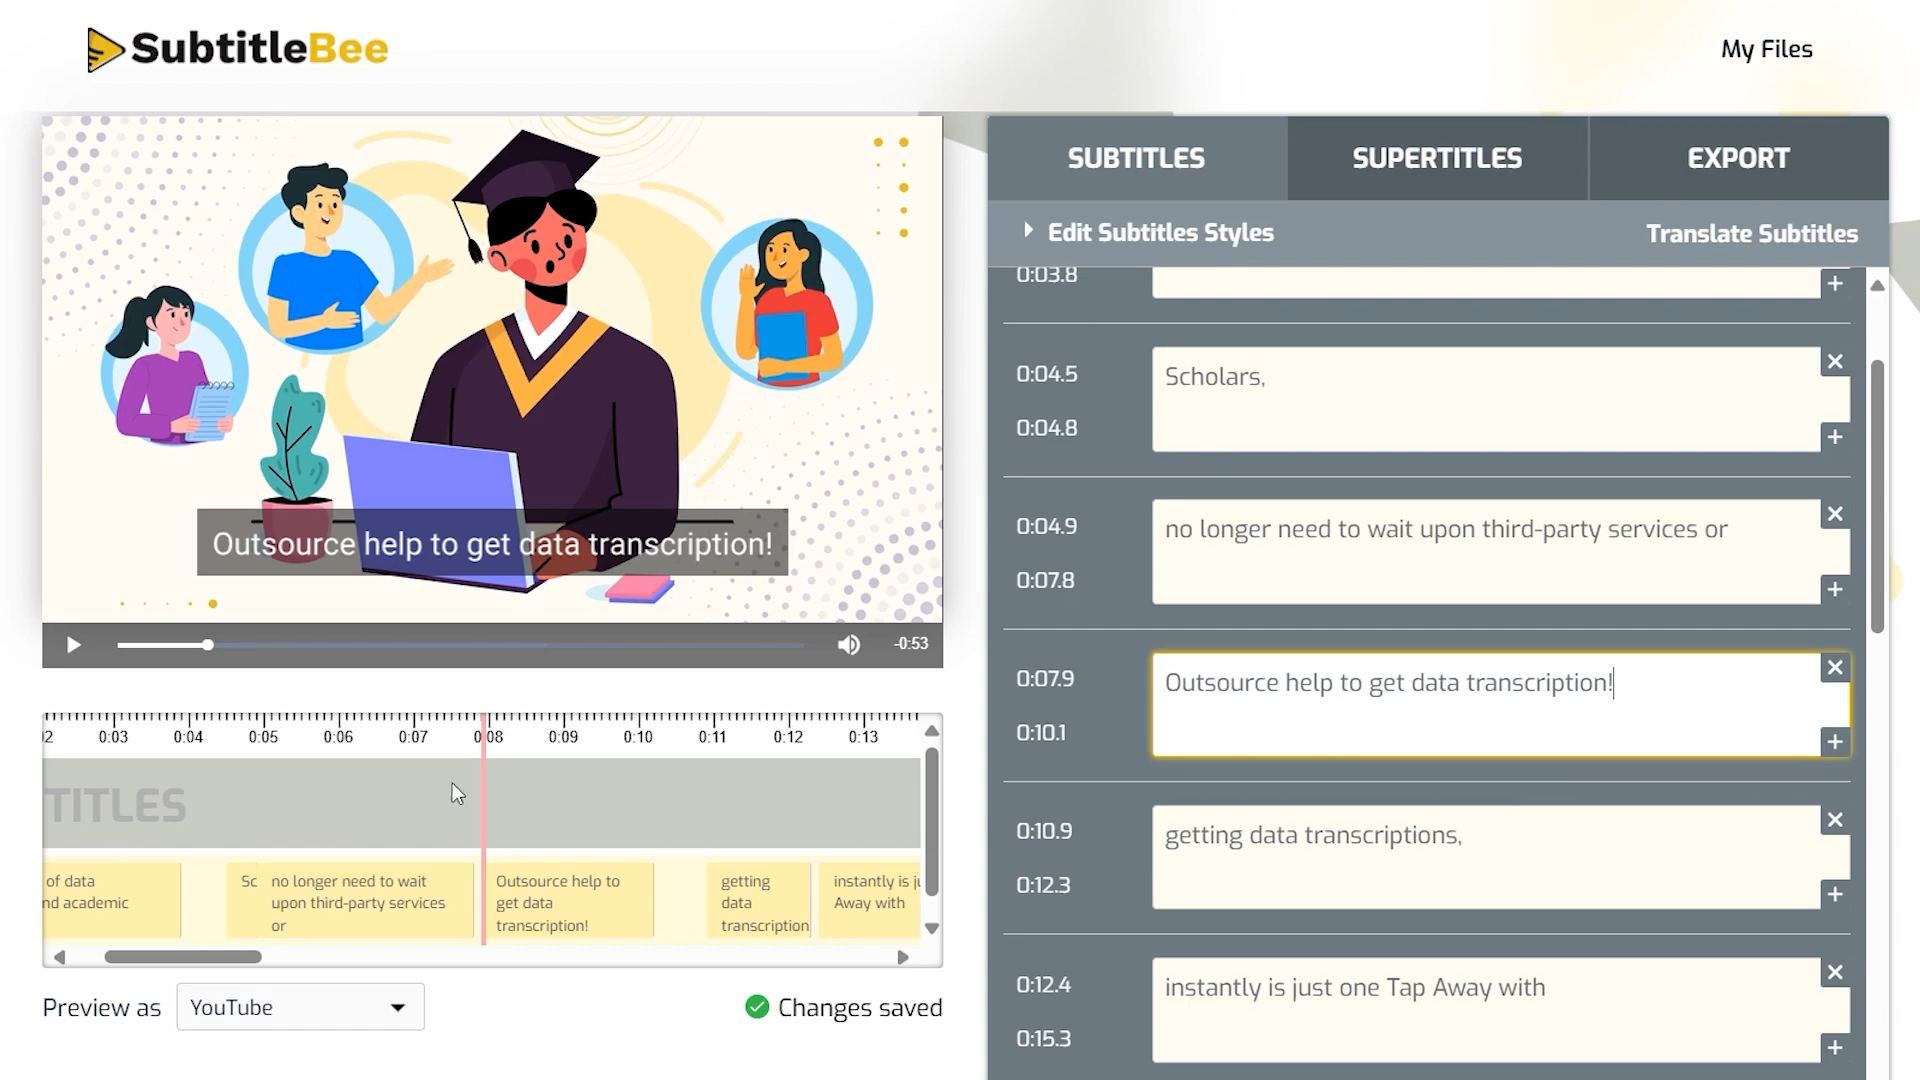 SubtitleBee
My Files
Outsource help to get data transcription!
-0:53
0:03 0:04 0:05 0:06 0:07 0:08 0:09 0:10 0:11 0:12 0:13
TITLES
of data
nd academic
Sc
no longer need to wait
upon third-party services
or
Outsource help to
get data
transcription!
getting
data
transcription
instantly is ju
Away with
Preview as
YouTube
Changes saved
SUBTITLES
SUPERTITLES
EXPORT
Edit Subtitles Styles
Translate Subtitles
0:03.8
0:04.5
Scholars,
0:04.8
0:04.9
no longer need to wait upon third-party services or
0:07.8
0:07.9
Outsource help to get data transcription!
0:10.1
0:10.9
getting data transcriptions,
0:12.3
0:12.4
instantly is just one Tap Away with
0:15.3